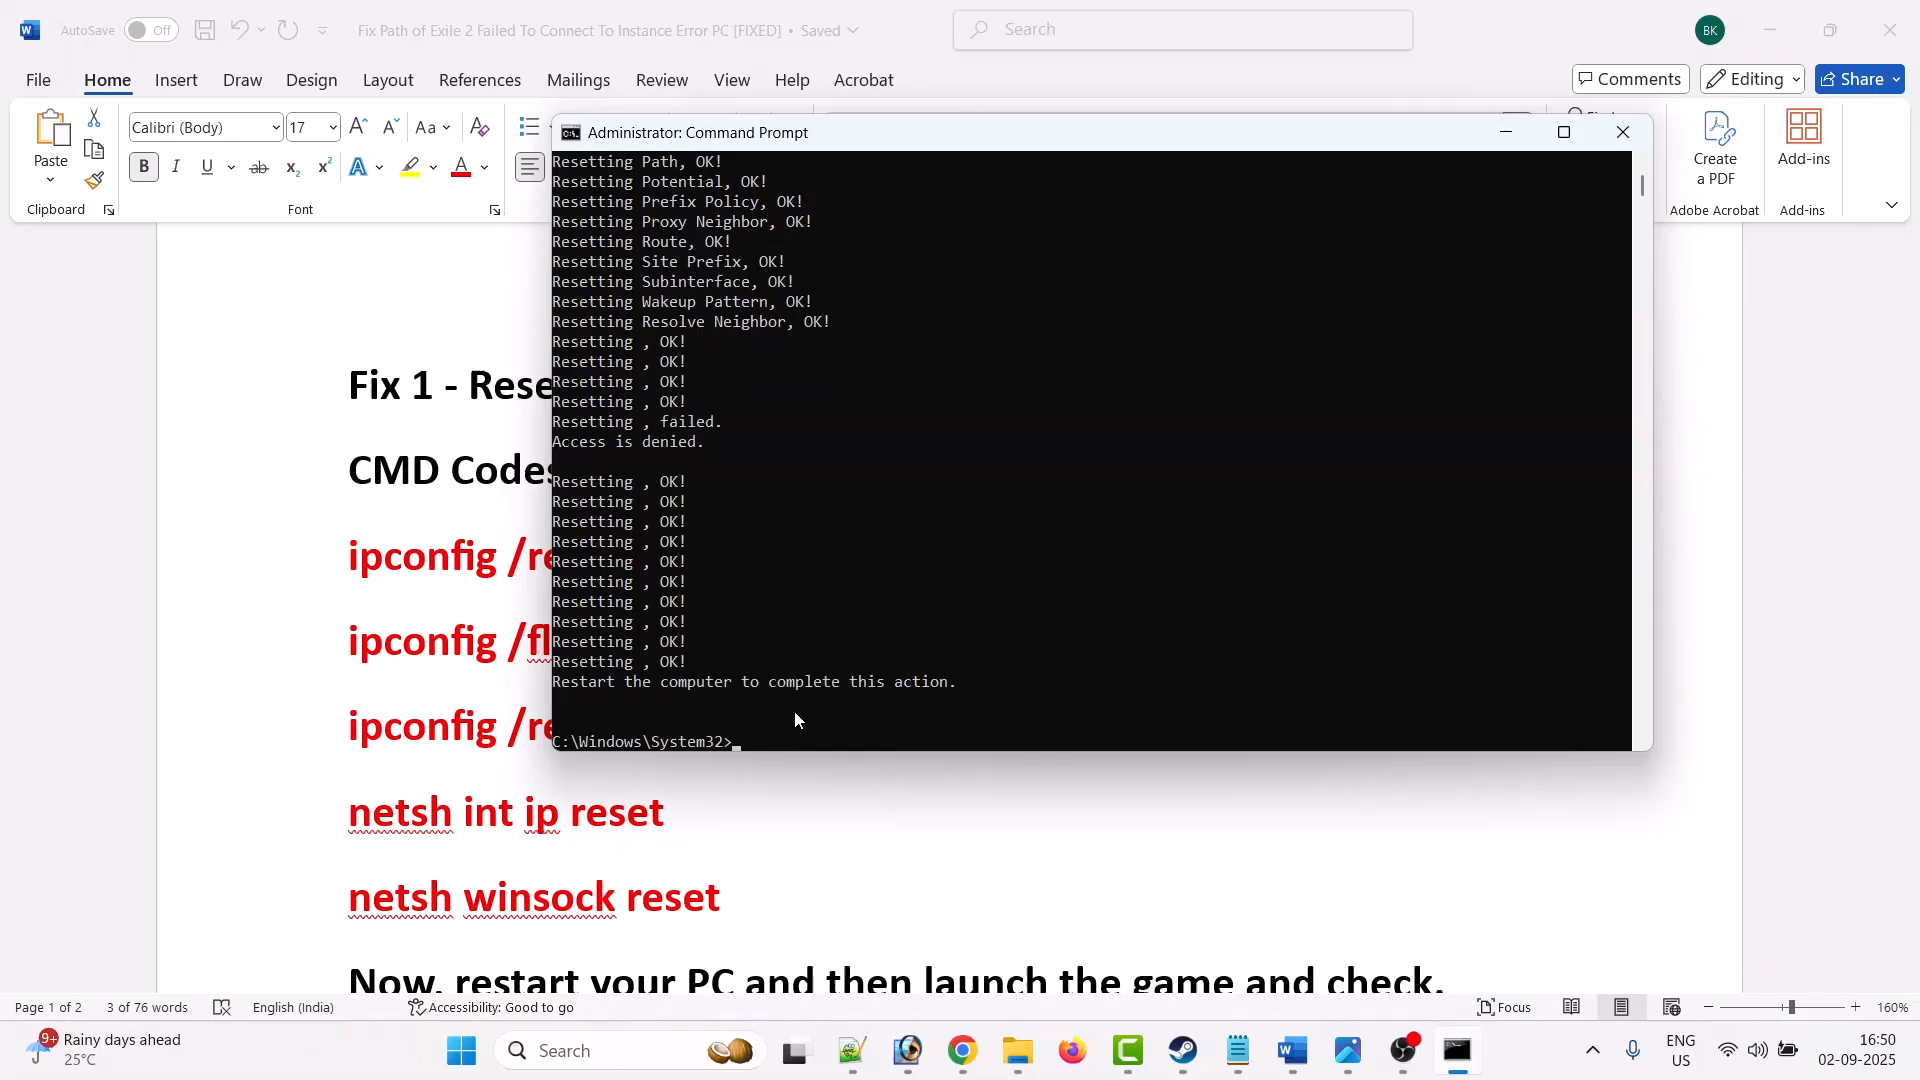 AutoSave Off Fix Path of Exile 2 Failed To Connect To Instance Error PC [FIXED] • Saved Search BK
File Home Insert Draw Design Layout References Mailings Review View Help Acrobat Comments Editing Share
Paste Calibri (Body) 17 Create a PDF Add-ins
Clipboard Font Adobe Acrobat Add-ins
Administrator: Command Prompt
Resetting Path, OK!
Resetting Potential, OK!
Resetting Prefix Policy, OK!
Resetting Proxy Neighbor, OK!
Resetting Route, OK!
Resetting Site Prefix, OK!
Resetting Subinterface, OK!
Resetting Wakeup Pattern, OK!
Resetting Resolve Neighbor, OK!
Resetting , OK!
Resetting , OK!
Resetting , OK!
Resetting , OK!
Resetting , failed.
Access is denied.
Resetting , OK!
Resetting , OK!
Resetting , OK!
Resetting , OK!
Resetting , OK!
Resetting , OK!
Resetting , OK!
Resetting , OK!
Resetting , OK!
Resetting , OK!
Restart the computer to complete this action.
C:\Windows\System32>
Fix 1 - Rese
CMD Codes
ipconfig /re
ipconfig /fl
ipconfig /re
netsh int ip reset
netsh winsock reset
Now, restart your PC and then launch the game and check.
Page 1 of 2 3 of 76 words English (India) Accessibility: Good to go Focus 160%
9+ Rainy days ahead
25°C
Search
ENG
US
16:50
02-09-2025